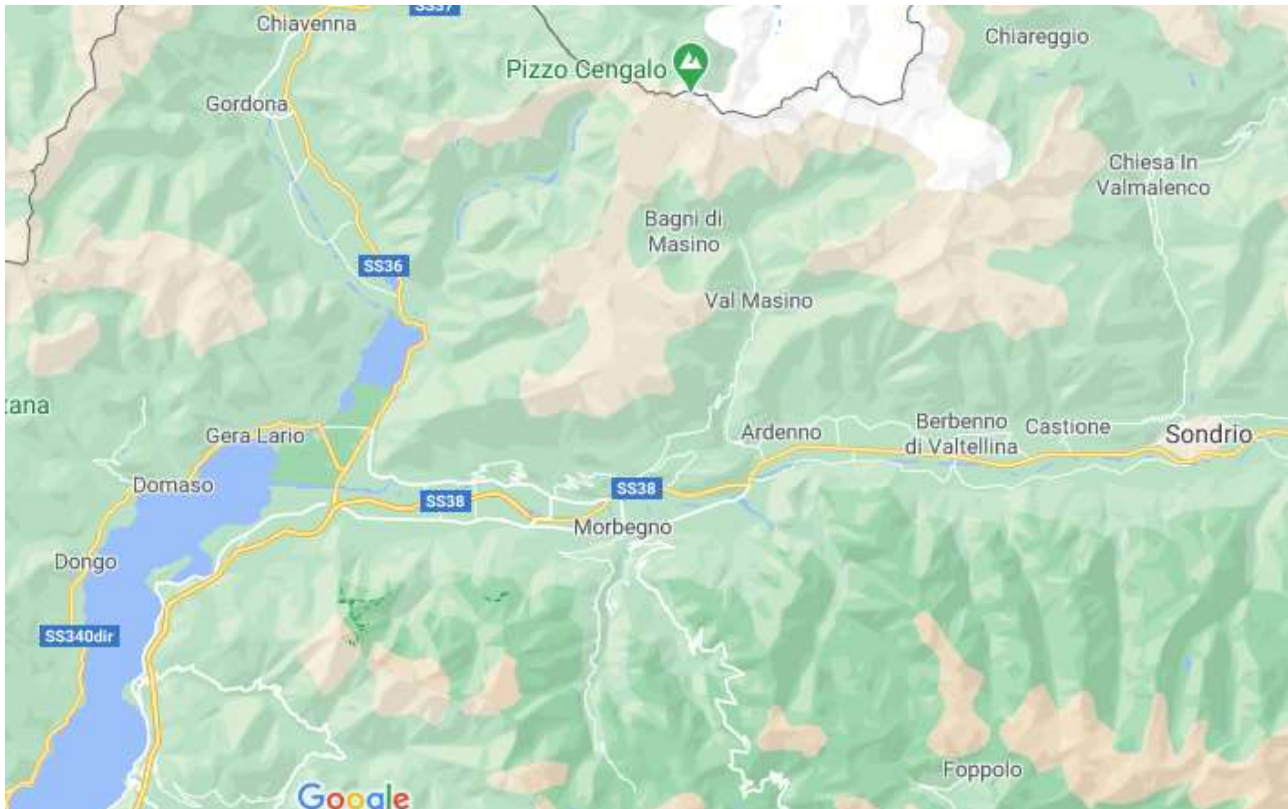 SS37
Chiavenna
Chiareggio
Pizzo Cengalo
Gordona
Chiesa In
Valmalenco
Bagni di
Masino
SS36
Val Masino
tana
Gera Lario
Ardenno
Berbenno
di Valtellina
Castione
Sondrio
Domaso
SS38
SS38
Morbegno
Dongo
SS340dir
Foppolo
Google